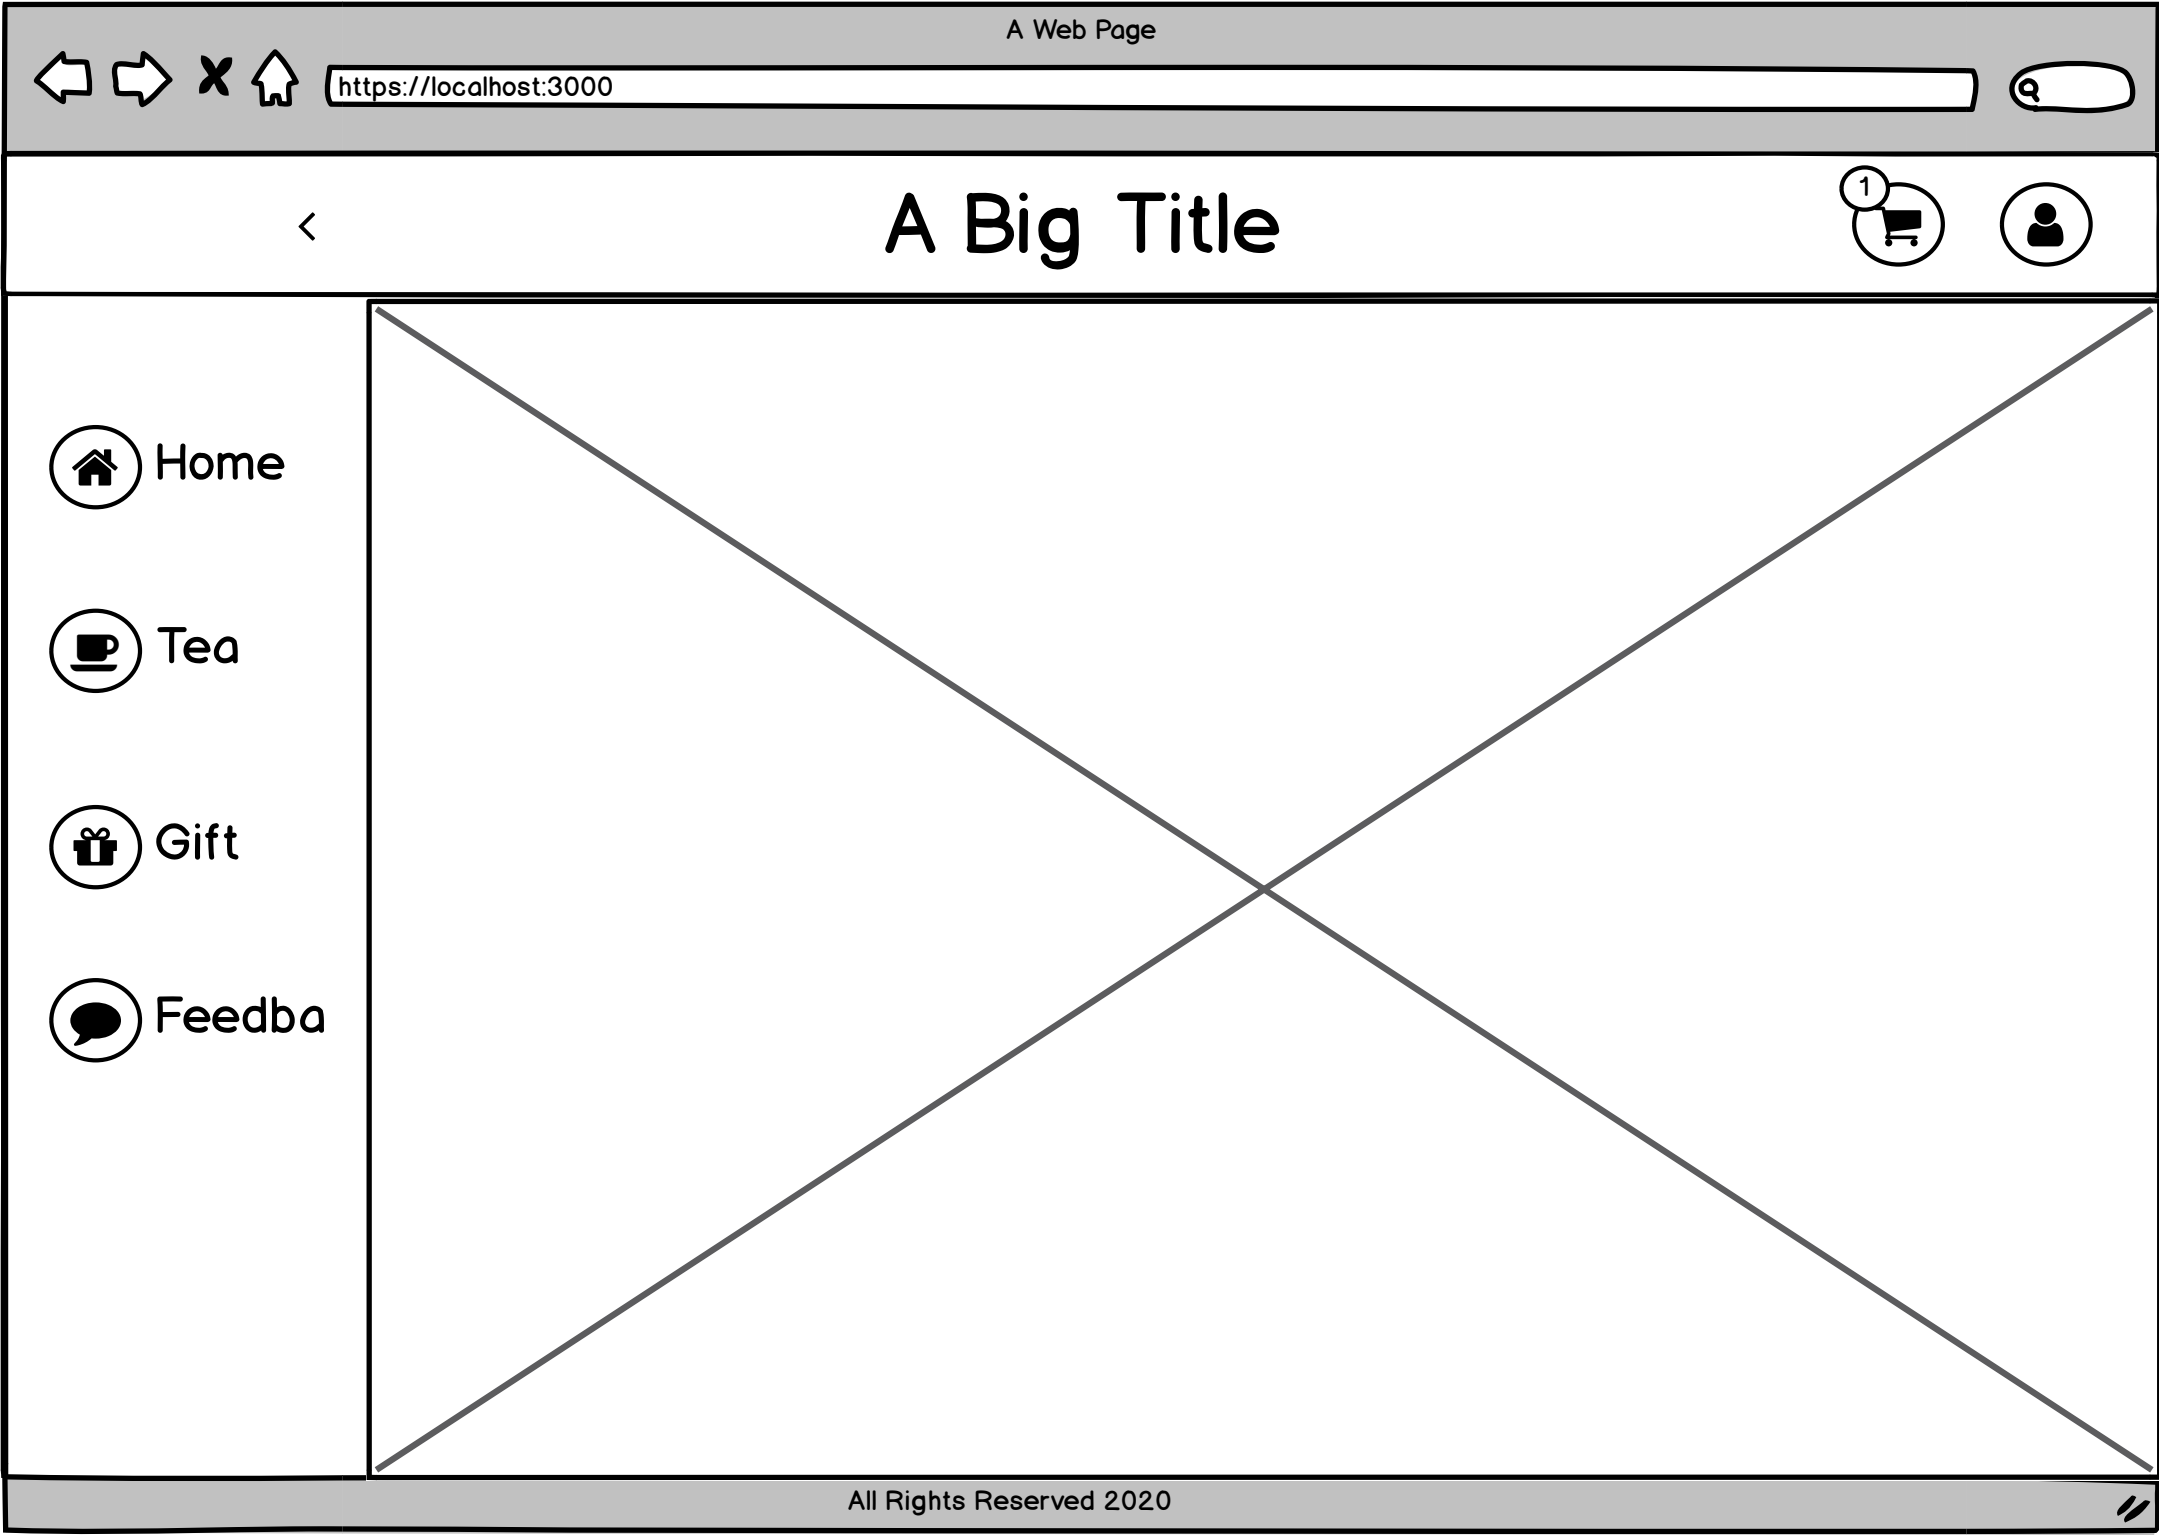 A Web Page
https://localhost:3000
A Big Title
1
Home
Tea
Gift
Feedba
All Rights Reserved 2020